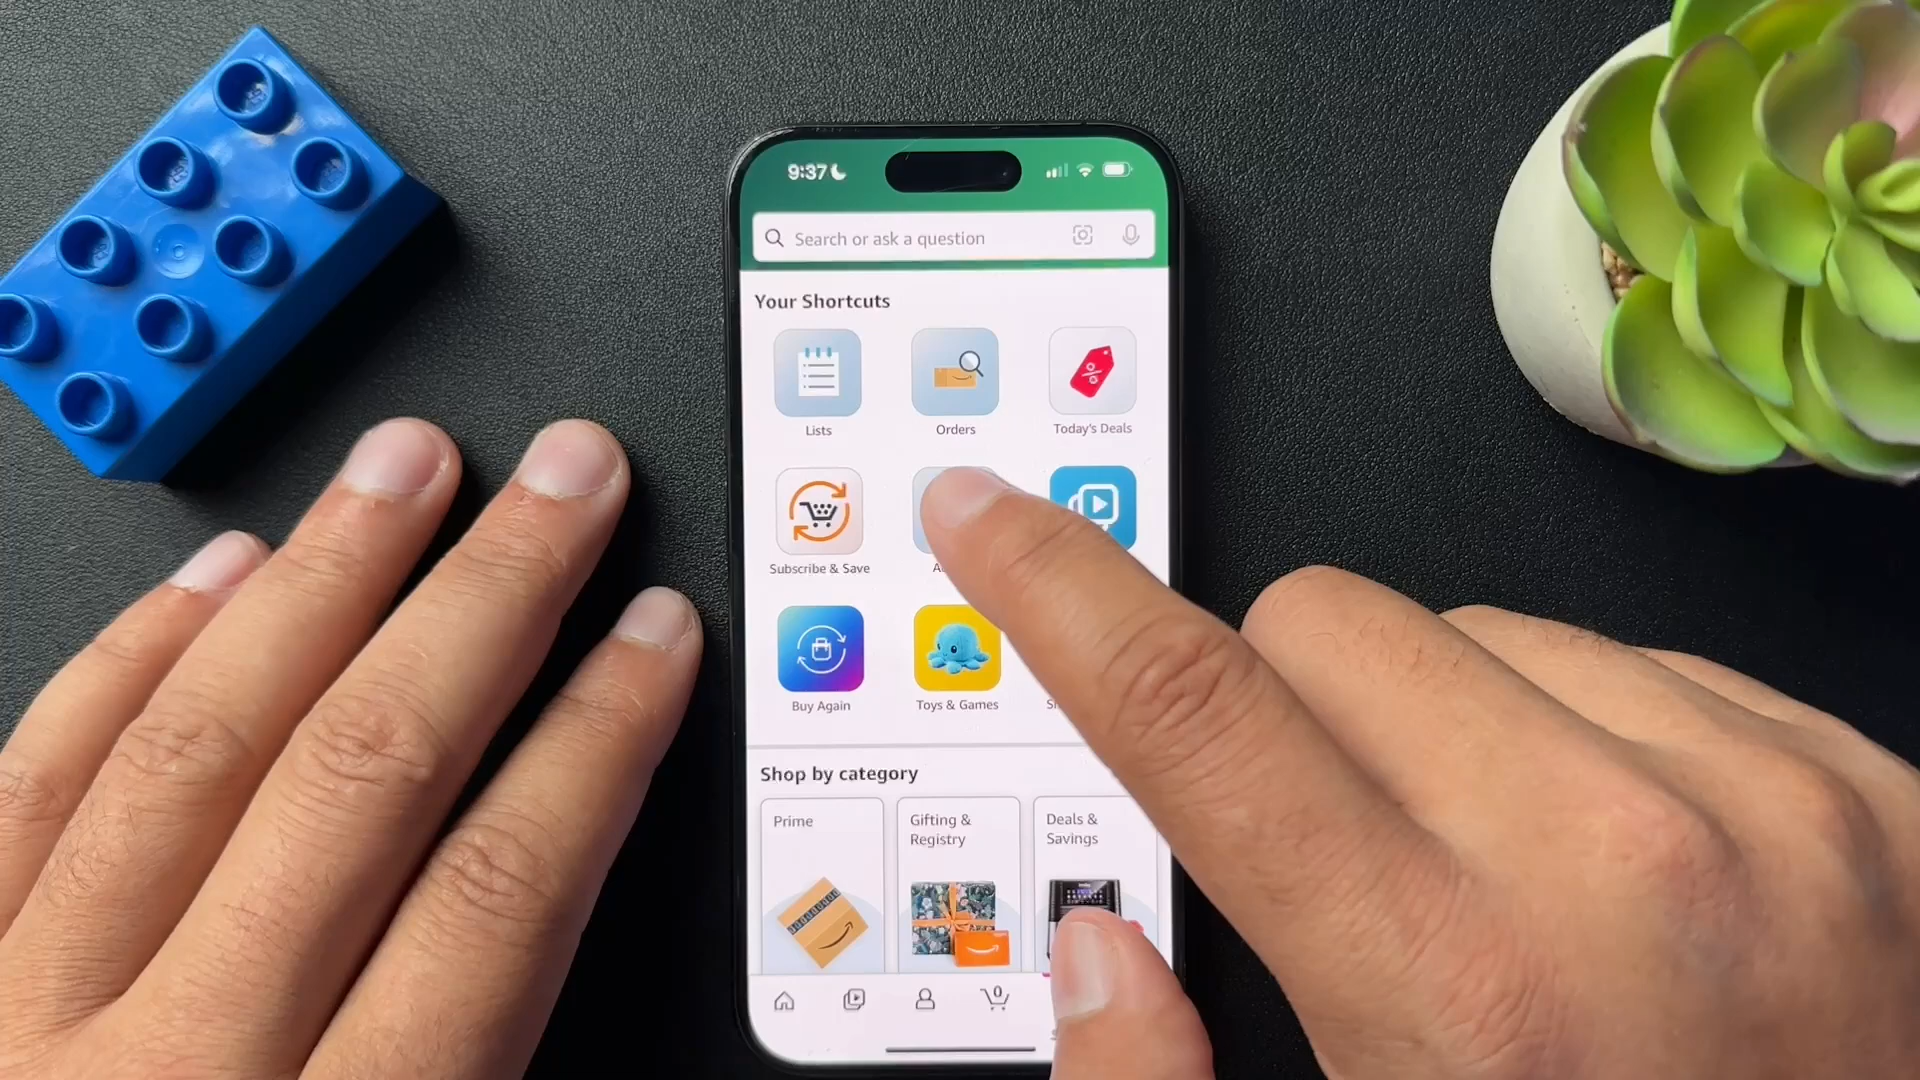 9:37
Search or ask a question
Your Shortcuts
Lists
Orders
Today's Deals
Subscribe & Save
Buy Again
Toys & Games
Shop by category
Prime
Gifting &
Registry
Deals &
Savings
0